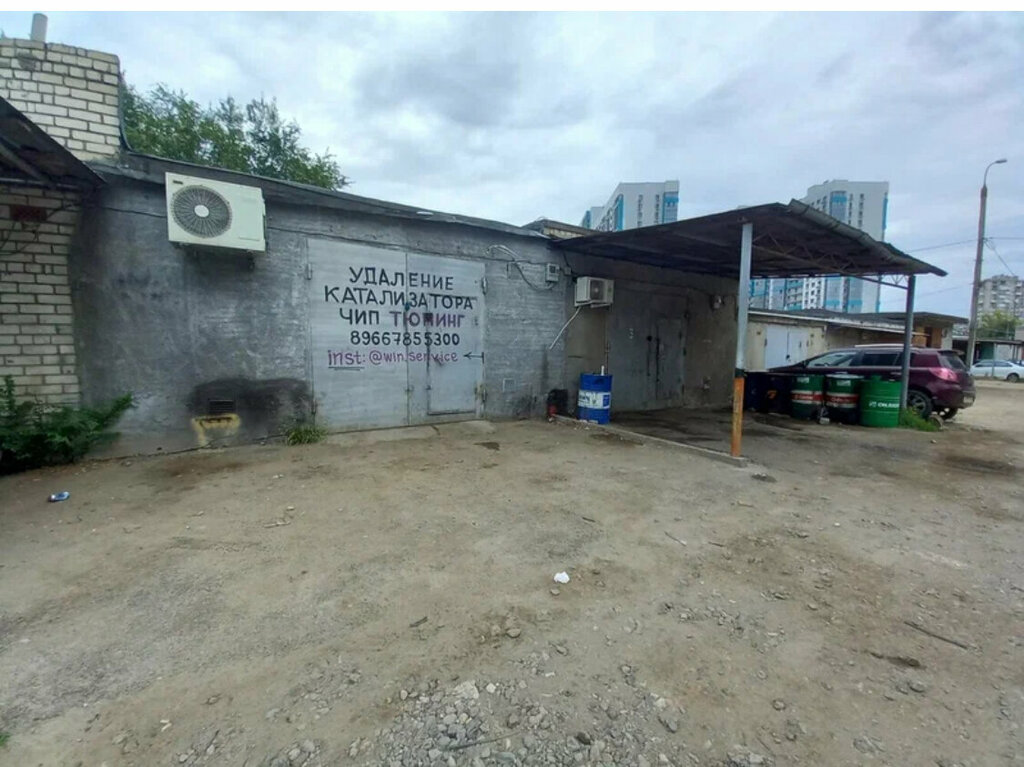 УДАЛЕНИЕ
КАТАЛИЗАТОРА
ЧИП ТЮНИНГ
89667855300
inst: @win.service